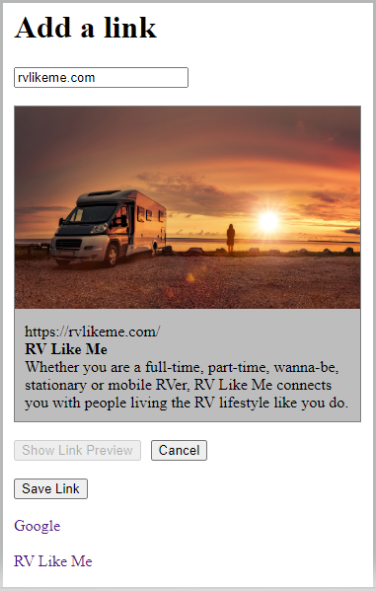 Add a link
rvlikeme.com
https://rvlikeme.com/
RV Like Me
Whether you are a full-time, part-time, wanna-be,
stationary or mobile RVer, RV Like Me connects
you with people living the RV lifestyle like you do.
Show Link Preview Cancel
Save Link
Google
RV Like Me